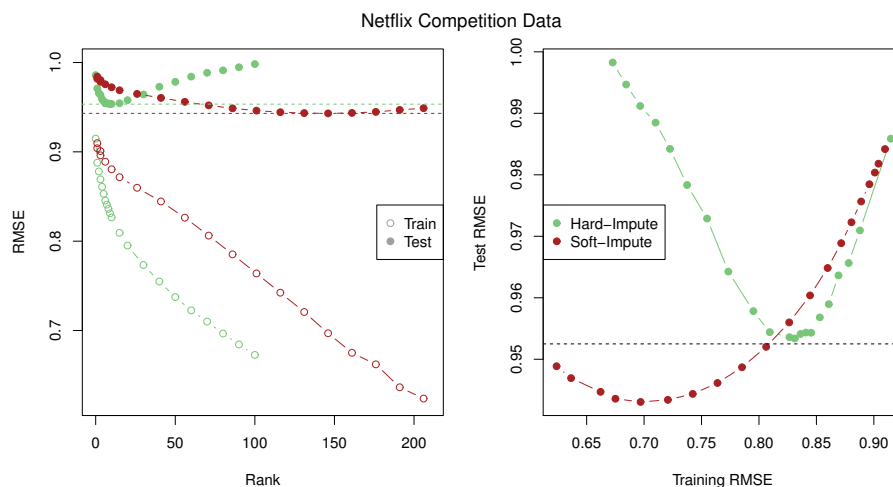 Netflix Competition Data
1.0
0.9
0.8
0.7
RMSE
0
50
100
150
200
Rank
Train
Test
1.00
0.99
0.98
0.97
0.96
0.95
Test RMSE
Hard-Impute
Soft-Impute
0.65
0.70
0.75
0.80
0.85
0.90
Training RMSE